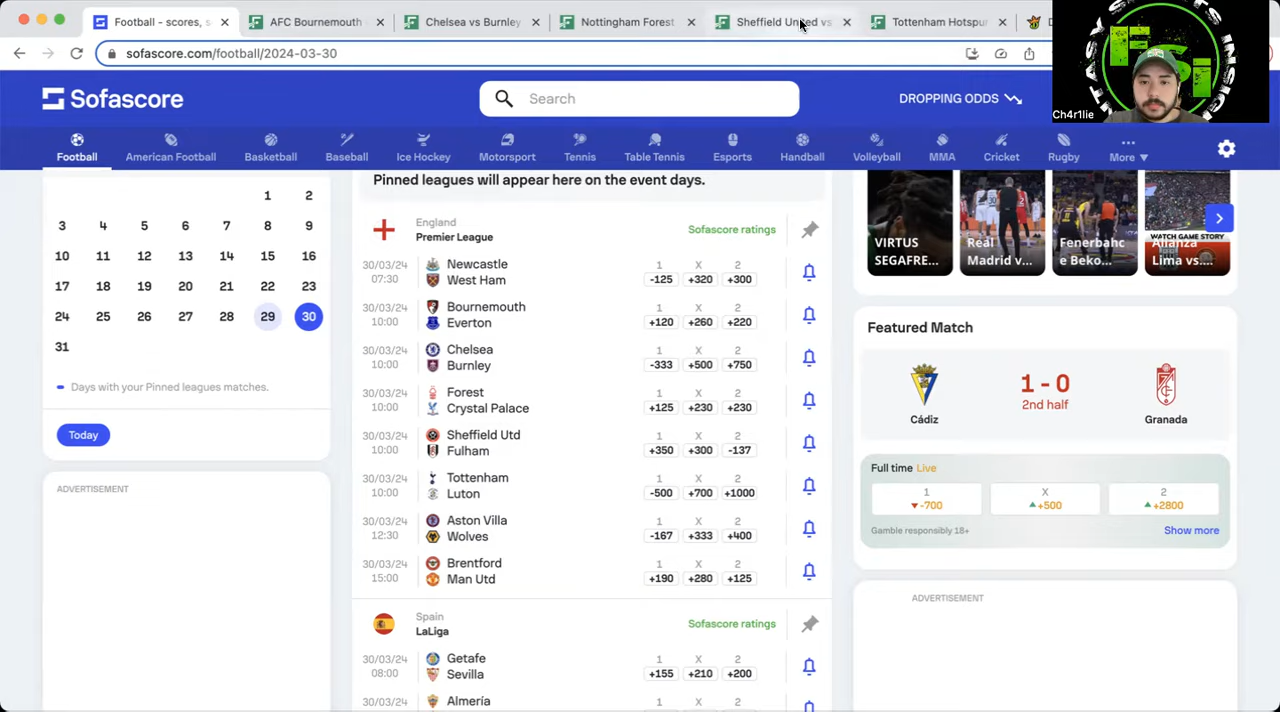 Football - scores, s
AFC Bournemouth
Chelsea vs Burnley
Nottingham Forest
Sheffield United vs
Tottenham Hotspu
sofascore.com/football/2024-03-30
Ch4r1lie
Sofascore
Search
DROPPING ODDS
Football
American Football
Basketball
Baseball
Ice Hockey
Motorsport
Tennis
Table Tennis
Esports
Handball
Volleyball
MMA
Cricket
Rugby
More
1 2
3 4 5 6 7 8 9
10 11 12 13 14 15 16
17 18 19 20 21 22 23
24 25 26 27 28 29 30
31
Days with your Pinned leagues matches.
Today
ADVERTISEMENT
Pinned leagues will appear here on the event days.
England
Premier League
Sofascore ratings
30/03/24 Newcastle 1 X 2
07:30 West Ham -125 +320 +300
30/03/24 Bournemouth 1 X 2
10:00 Everton +120 +260 +220
30/03/24 Chelsea 1 X 2
10:00 Burnley -333 +500 +750
30/03/24 Forest 1 X 2
10:00 Crystal Palace +125 +230 +230
30/03/24 Sheffield Utd 1 X 2
10:00 Fulham +350 +300 -137
30/03/24 Tottenham 1 X 2
10:00 Luton -500 +700 +1000
30/03/24 Aston Villa 1 X 2
12:30 Wolves -167 +333 +400
30/03/24 Brentford 1 X 2
15:00 Man Utd +190 +280 +125
Spain
LaLiga
Sofascore ratings
30/03/24 Getafe 1 X 2
08:00 Sevilla +155 +210 +200
30/03/24 Almería 1 X 2
VIRTUS
SEGAFRE...
Real
Madrid v...
Fenerbahc
e Beko...
WATCH GAME STORY
Alianza
Lima vs....
Featured Match
1 - 0
2nd half
Cádiz
Granada
Full time Live
1 X 2
-700 +500 +2800
Gamble responsibly 18+
Show more
ADVERTISEMENT